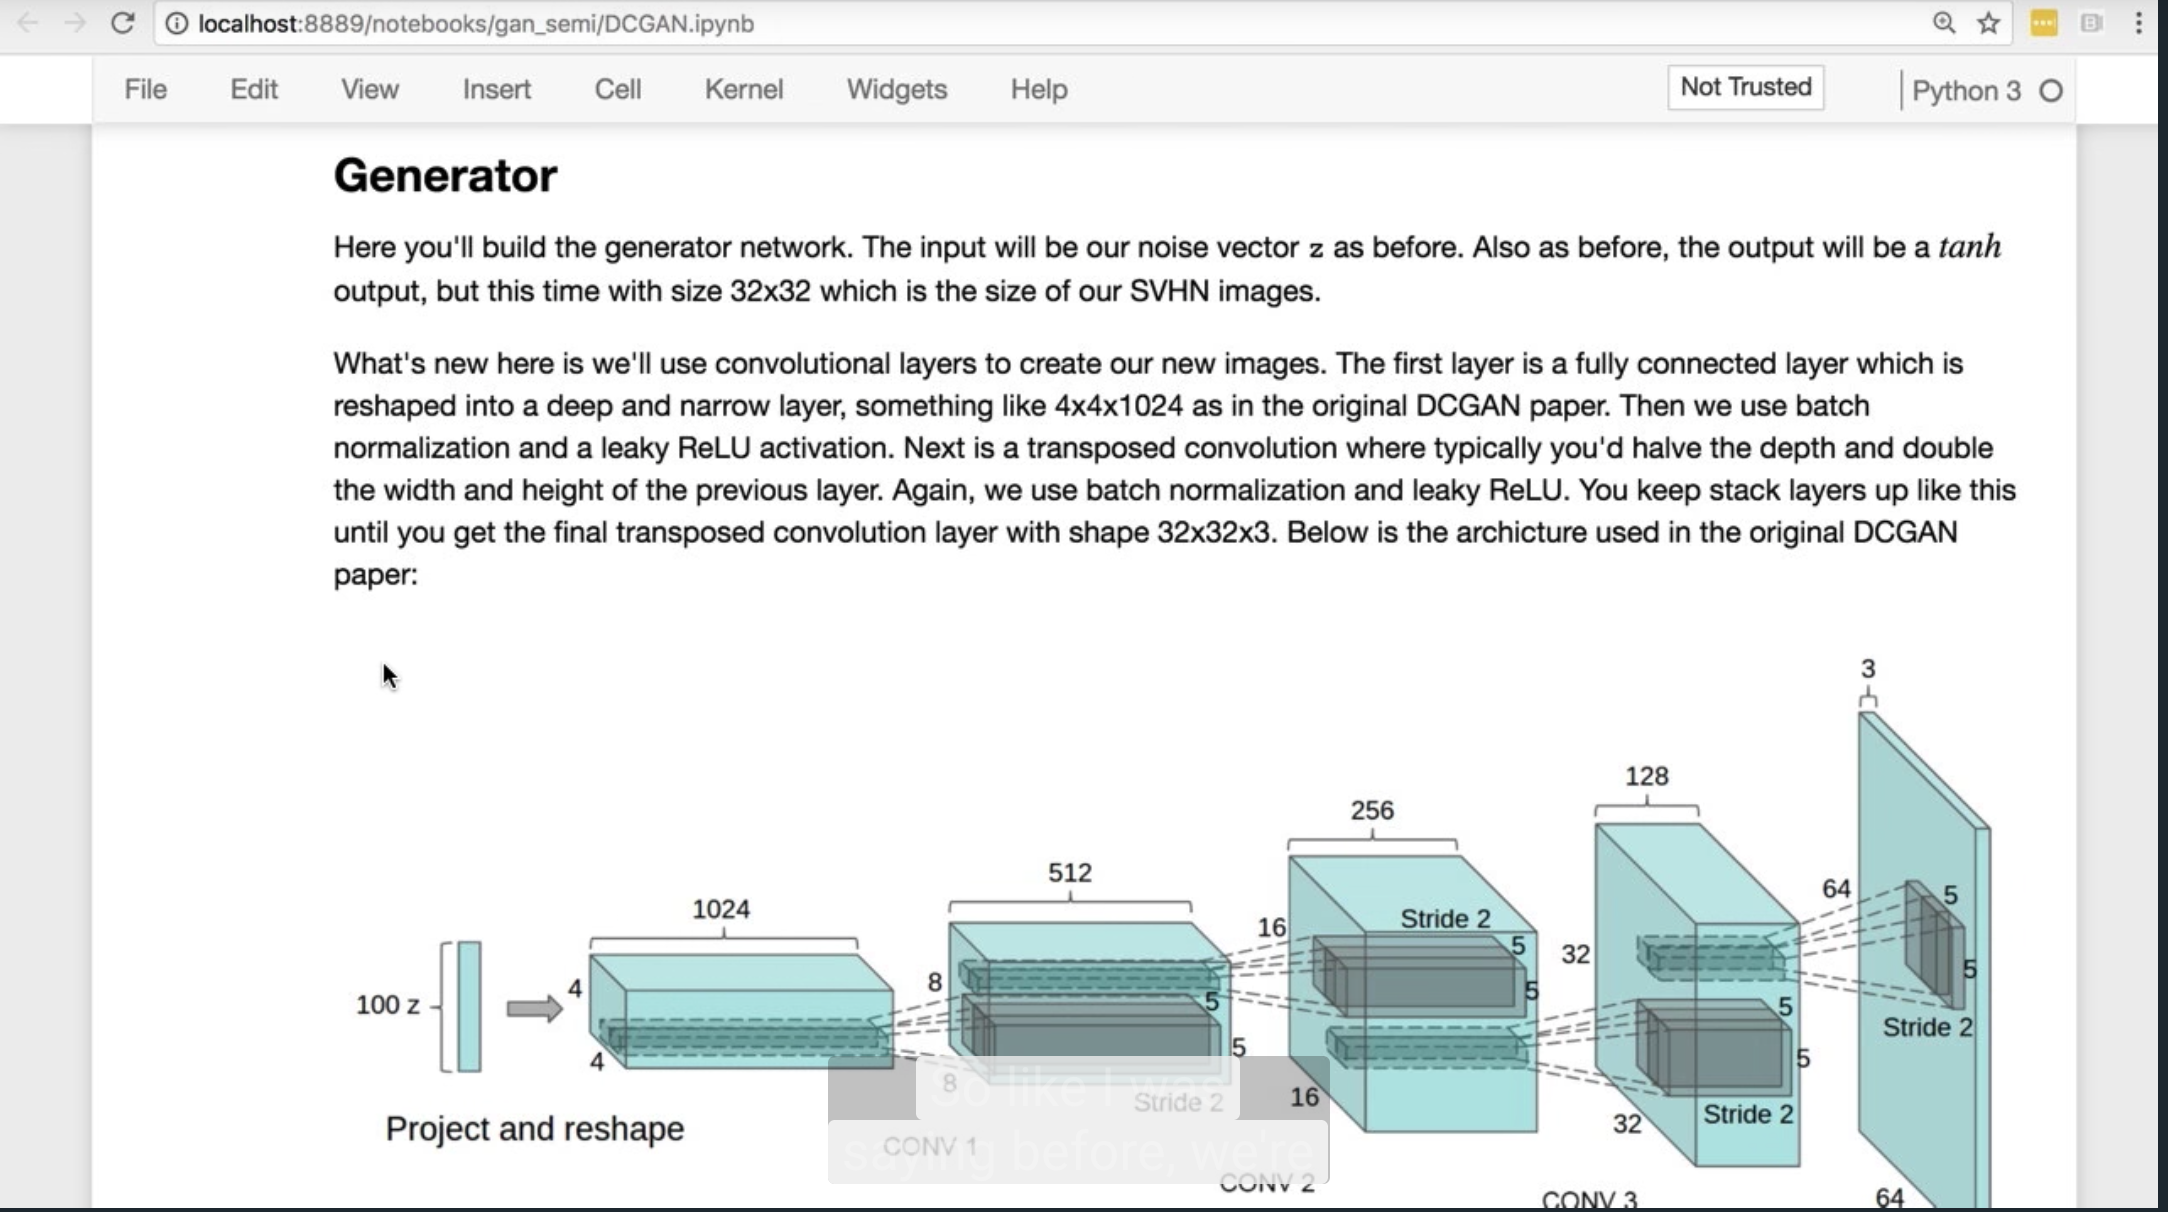 localhost:8889/notebooks/gan_semi/DCGAN.ipynb
File Edit View Insert Cell Kernel Widgets Help Not Trusted Python 3
Generator
Here you'll build the generator network. The input will be our noise vector z as before. Also as before, the output will be a tanh
output, but this time with size 32x32 which is the size of our SVHN images.
What's new here is we'll use convolutional layers to create our new images. The first layer is a fully connected layer which is
reshaped into a deep and narrow layer, something like 4x4x1024 as in the original DCGAN paper. Then we use batch
normalization and a leaky ReLU activation. Next is a transposed convolution where typically you'd halve the depth and double
the width and height of the previous layer. Again, we use batch normalization and leaky ReLU. You keep stack layers up like this
until you get the final transposed convolution layer with shape 32x32x3. Below is the archicture used in the original DCGAN
paper:
3
128
256
512
1024
64
5
16
Stride 2
5
32
5
8
4
5
100 z
5
5
Stride 2
5
5
4
8
Stride 2
16
Stride 2
32
Project and reshape
CONV 1
CONV 2
CONV 3
64
So like I was
saying before, we're